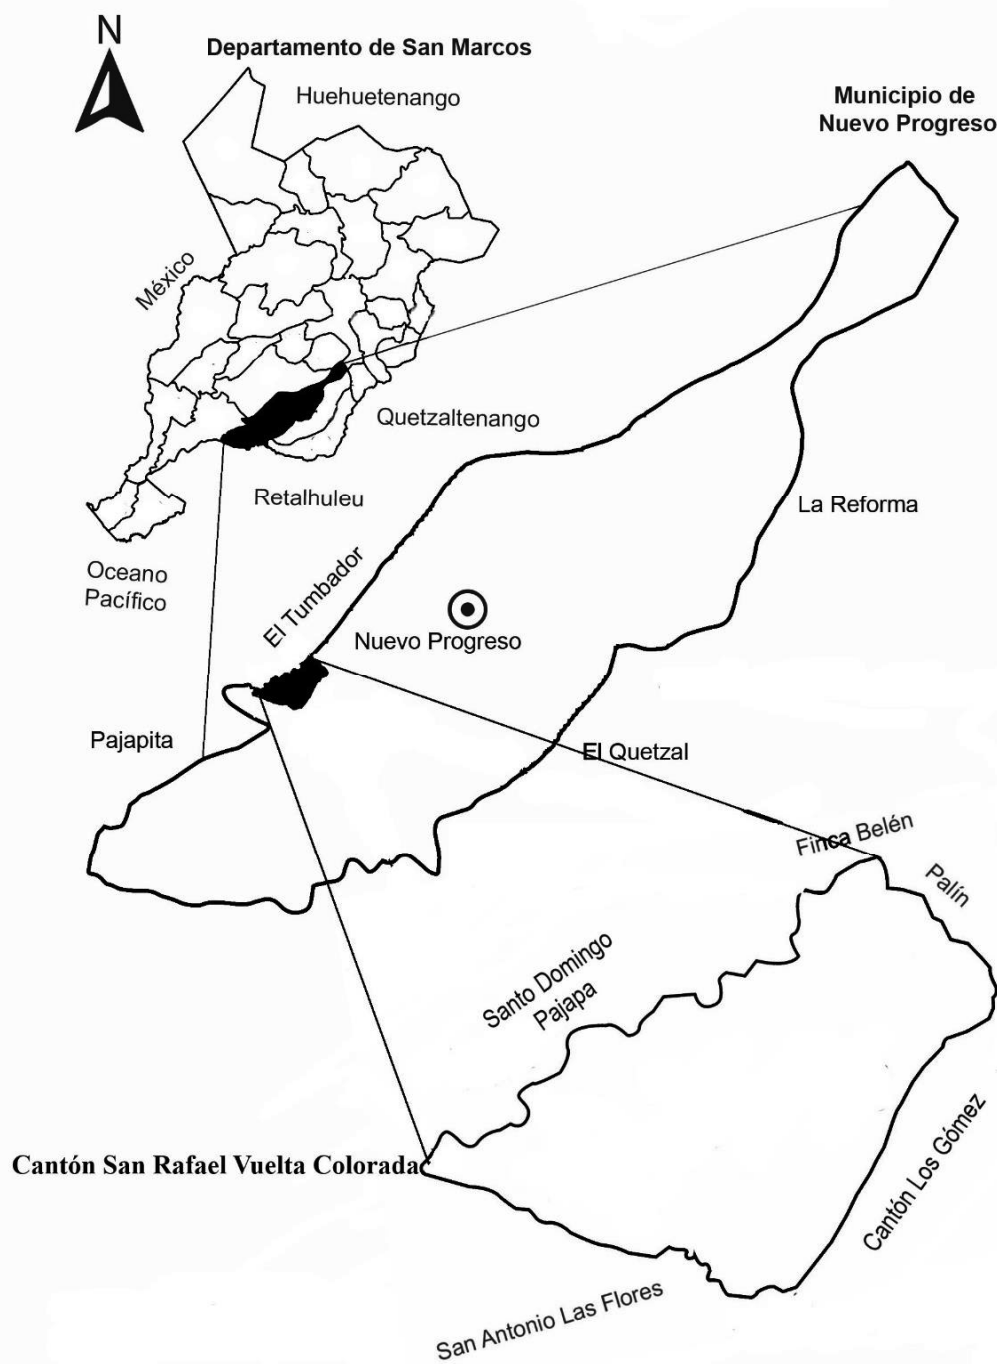 N
Departamento de San Marcos
Huehuetenango
Municipio de
Nuevo Progreso
México
Quetzaltenango
Retalhuleu
La Reforma
Oceano
Pacífico
El Tumbador
Nuevo Progreso
Pajapita
El Quetzal
Finca Belén
Palín
Santo Domingo
Pajapa
Cantón San Rafael Vuelta Colorada
Cantón Los Gómez
San Antonio Las Flores